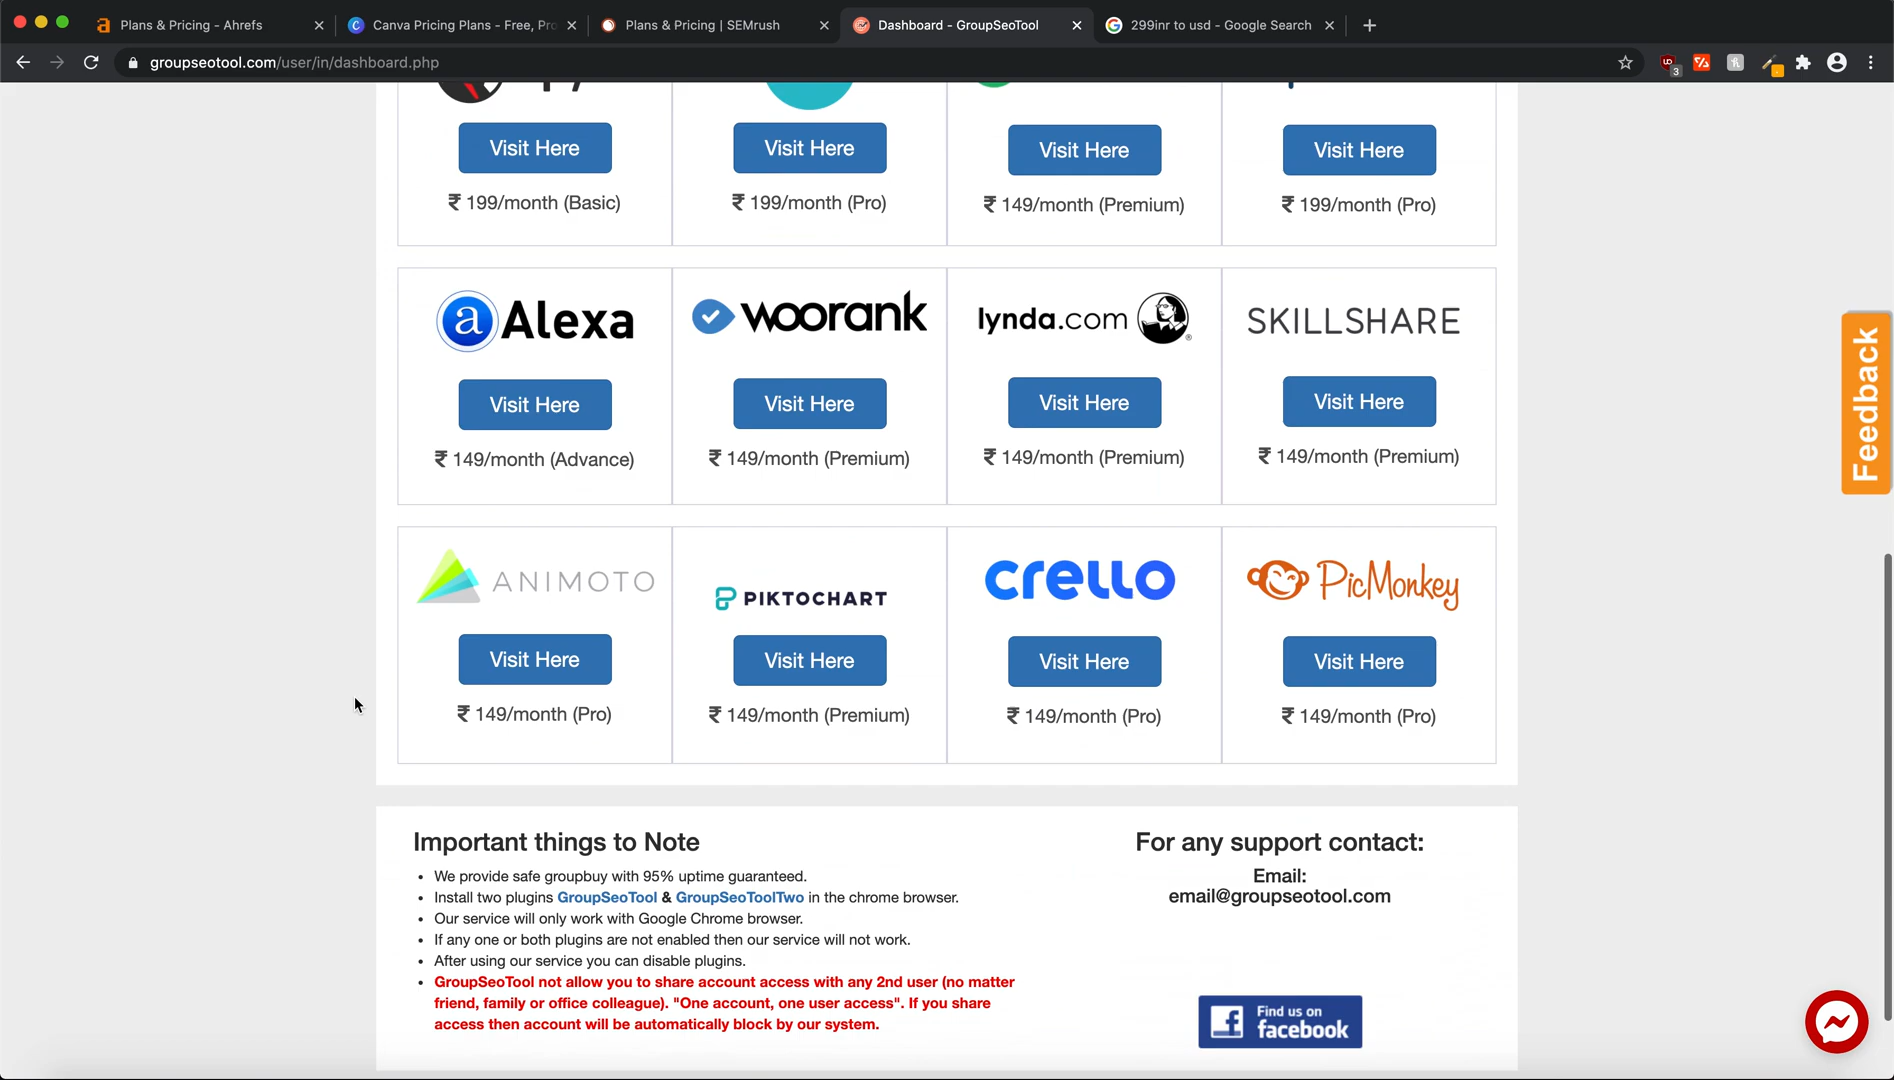 Plans & Pricing - Ahrefs
Canva Pricing Plans - Free, Pro
Plans & Pricing | SEMrush
Dashboard - GroupSeoTool
299inr to usd - Google Search
groupseotool.com/user/in/dashboard.php
3
Visit Here
Visit Here
Visit Here
Visit Here
₹ 199/month (Basic)
₹ 199/month (Pro)
₹ 149/month (Premium)
₹ 199/month (Pro)
a Alexa
woorank
lynda.com
SKILLSHARE
Visit Here
Visit Here
Visit Here
Visit Here
₹ 149/month (Advance)
₹ 149/month (Premium)
₹ 149/month (Premium)
₹ 149/month (Premium)
Feedback
ANIMOTO
PIKTOCHART
crello
PicMonkey
Visit Here
Visit Here
Visit Here
Visit Here
₹ 149/month (Pro)
₹ 149/month (Premium)
₹ 149/month (Pro)
₹ 149/month (Pro)
Important things to Note
We provide safe groupbuy with 95% uptime guaranteed.
Install two plugins GroupSeoTool & GroupSeoToolTwo in the chrome browser.
Our service will only work with Google Chrome browser.
If any one or both plugins are not enabled then our service will not work.
After using our service you can disable plugins.
GroupSeoTool not allow you to share account access with any 2nd user (no matter
friend, family or office colleague). "One account, one user access". If you share
access then account will be automatically block by our system.
For any support contact:
Email:
email@groupseotool.com
Find us on
facebook